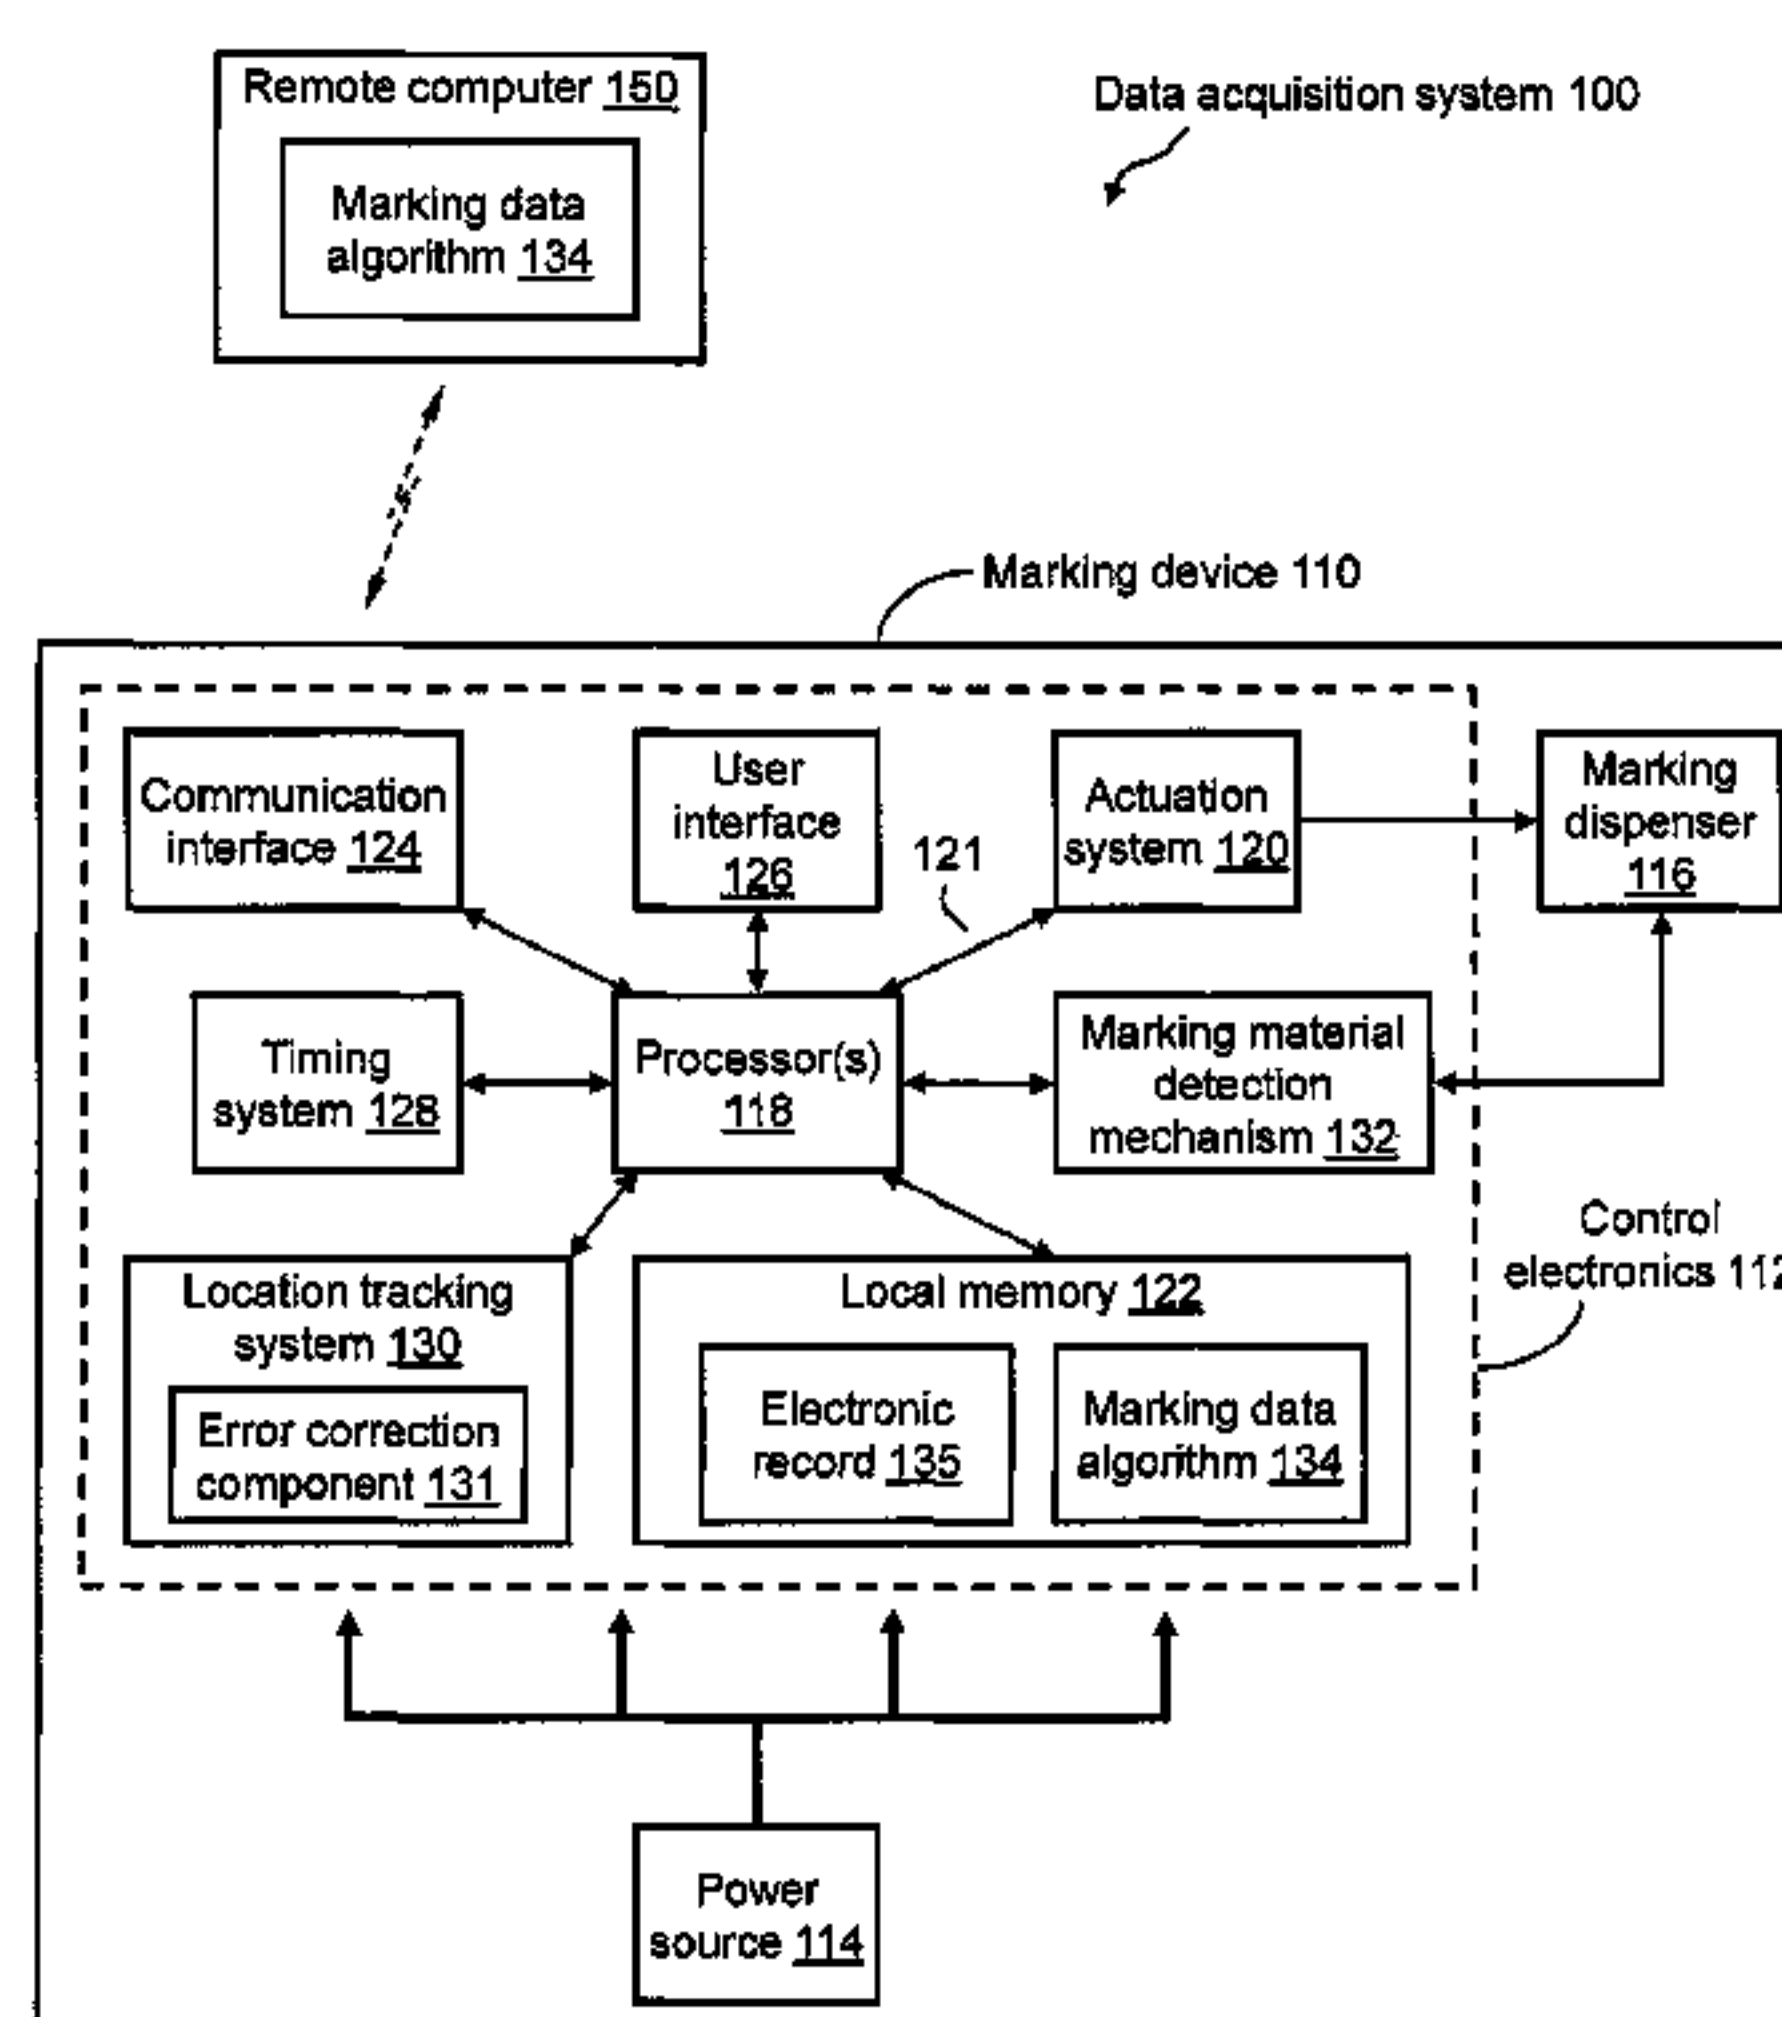 Remote computer 150
Data acquisition system 100
Marking data
algorithm 134
Marking device 110
Communication
interface 124
User
interface
126
121
Actuation
system 120
Marking
dispenser
116
Timing
system 128
Processor(s)
118
Marking material
detection
mechanism 132
Control
electronics 112
Location tracking
system 130
Error correction
component 131
Local memory 122
Electronic
record 135
Marking data
algorithm 134
Power
source 114